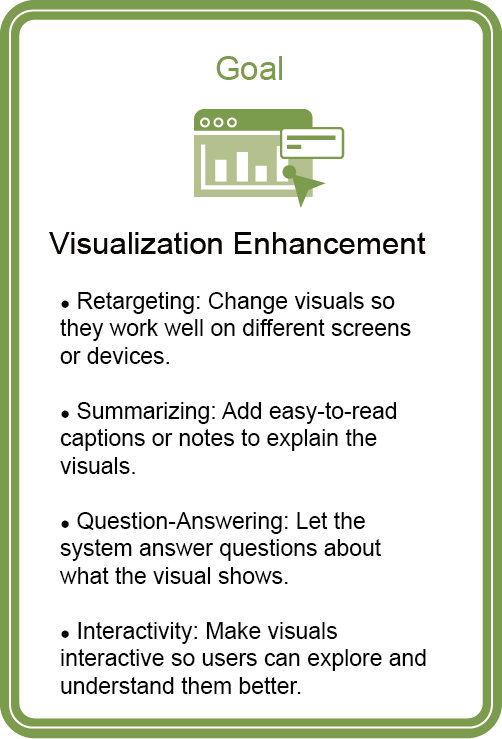 Goal
Visualization Enhancement
• Retargeting: Change visuals so
they work well on different screens
or devices.
• Summarizing: Add easy-to-read
captions or notes to explain the
visuals.
• Question-Answering: Let the
system answer questions about
what the visual shows.
• Interactivity: Make visuals
interactive so users can explore and
understand them better.